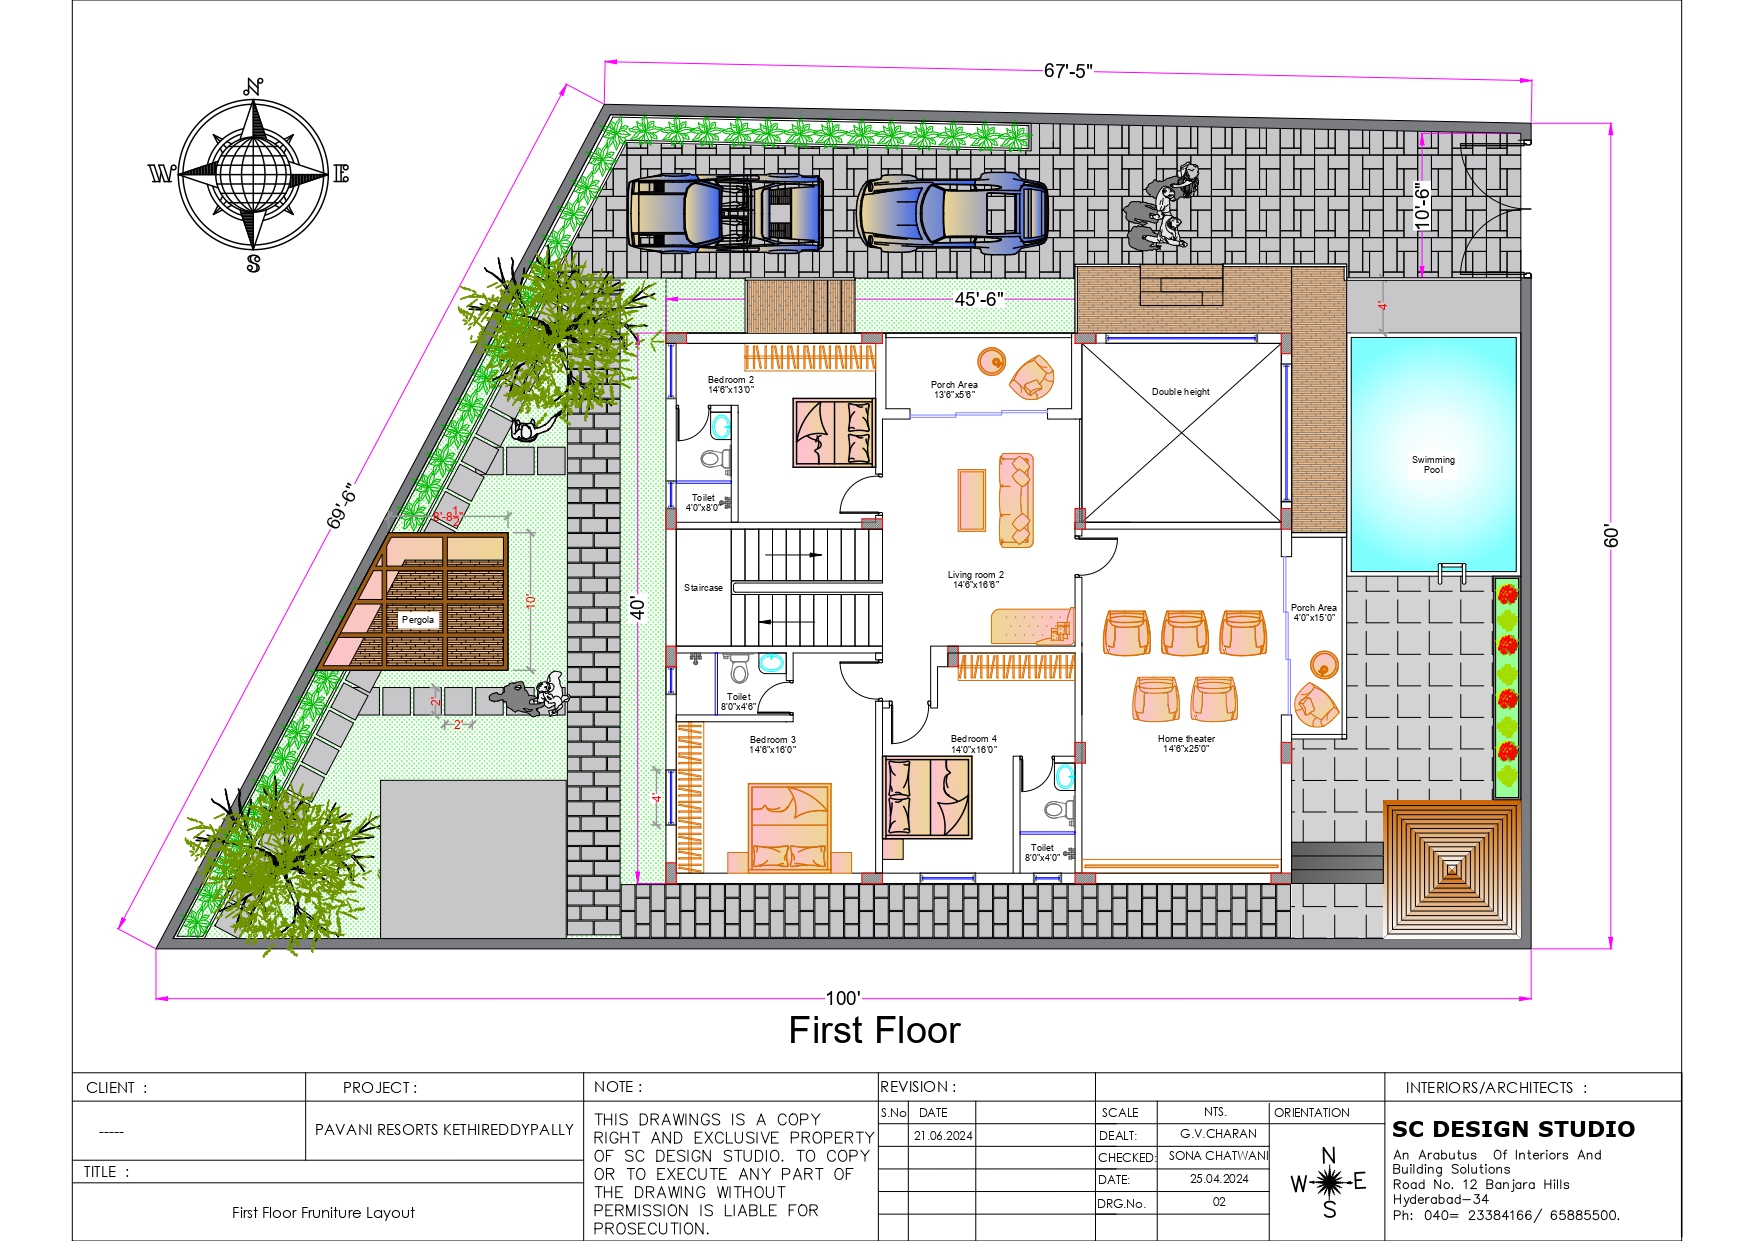 67'-5"
N
W
E
S
10'-6"
45'-6"
4'
Bedroom 2
14'6"x13'0"
Porch Area
13'6"x5'6"
Double height
Swimming
Pool
Toilet
4'0"x8'0"
69'-6"
8'-8 1/2"
60'
Living room 2
14'6"x16'6"
Staircase
10'
40'
Pergola
Porch Area
4'0"x15'0"
2'
2'
Toilet
8'0"x4'6"
Bedroom 3
14'6"x16'0"
Bedroom 4
14'0"x16'0"
Home theater
14'6"x25'0"
4'
Toilet
8'0"x4'0"
100'
First Floor
CLIENT :
-----
PROJECT :
PAVANI RESORTS KETHIREDDYPALLY
TITLE :
First Floor Fruniture Layout
NOTE :
THIS DRAWINGS IS A COPY
RIGHT AND EXCLUSIVE PROPERTY
OF SC DESIGN STUDIO. TO COPY
OR TO EXECUTE ANY PART OF
THE DRAWING WITHOUT
PERMISSION IS LIABLE FOR
PROSECUTION.
REVISION :
S.No DATE
21.06.2024
SCALE NTS.
DEALT: G.V.CHARAN
CHECKED: SONA CHATWANI
DATE: 25.04.2024
DRG.No. 02
ORIENTATION
N
W E
S
INTERIORS/ARCHITECTS :
SC DESIGN STUDIO
An Arabutus Of Interiors And
Building Solutions
Road No. 12 Banjara Hills
Hyderabad-34
Ph: 040= 23384166/ 65885500.